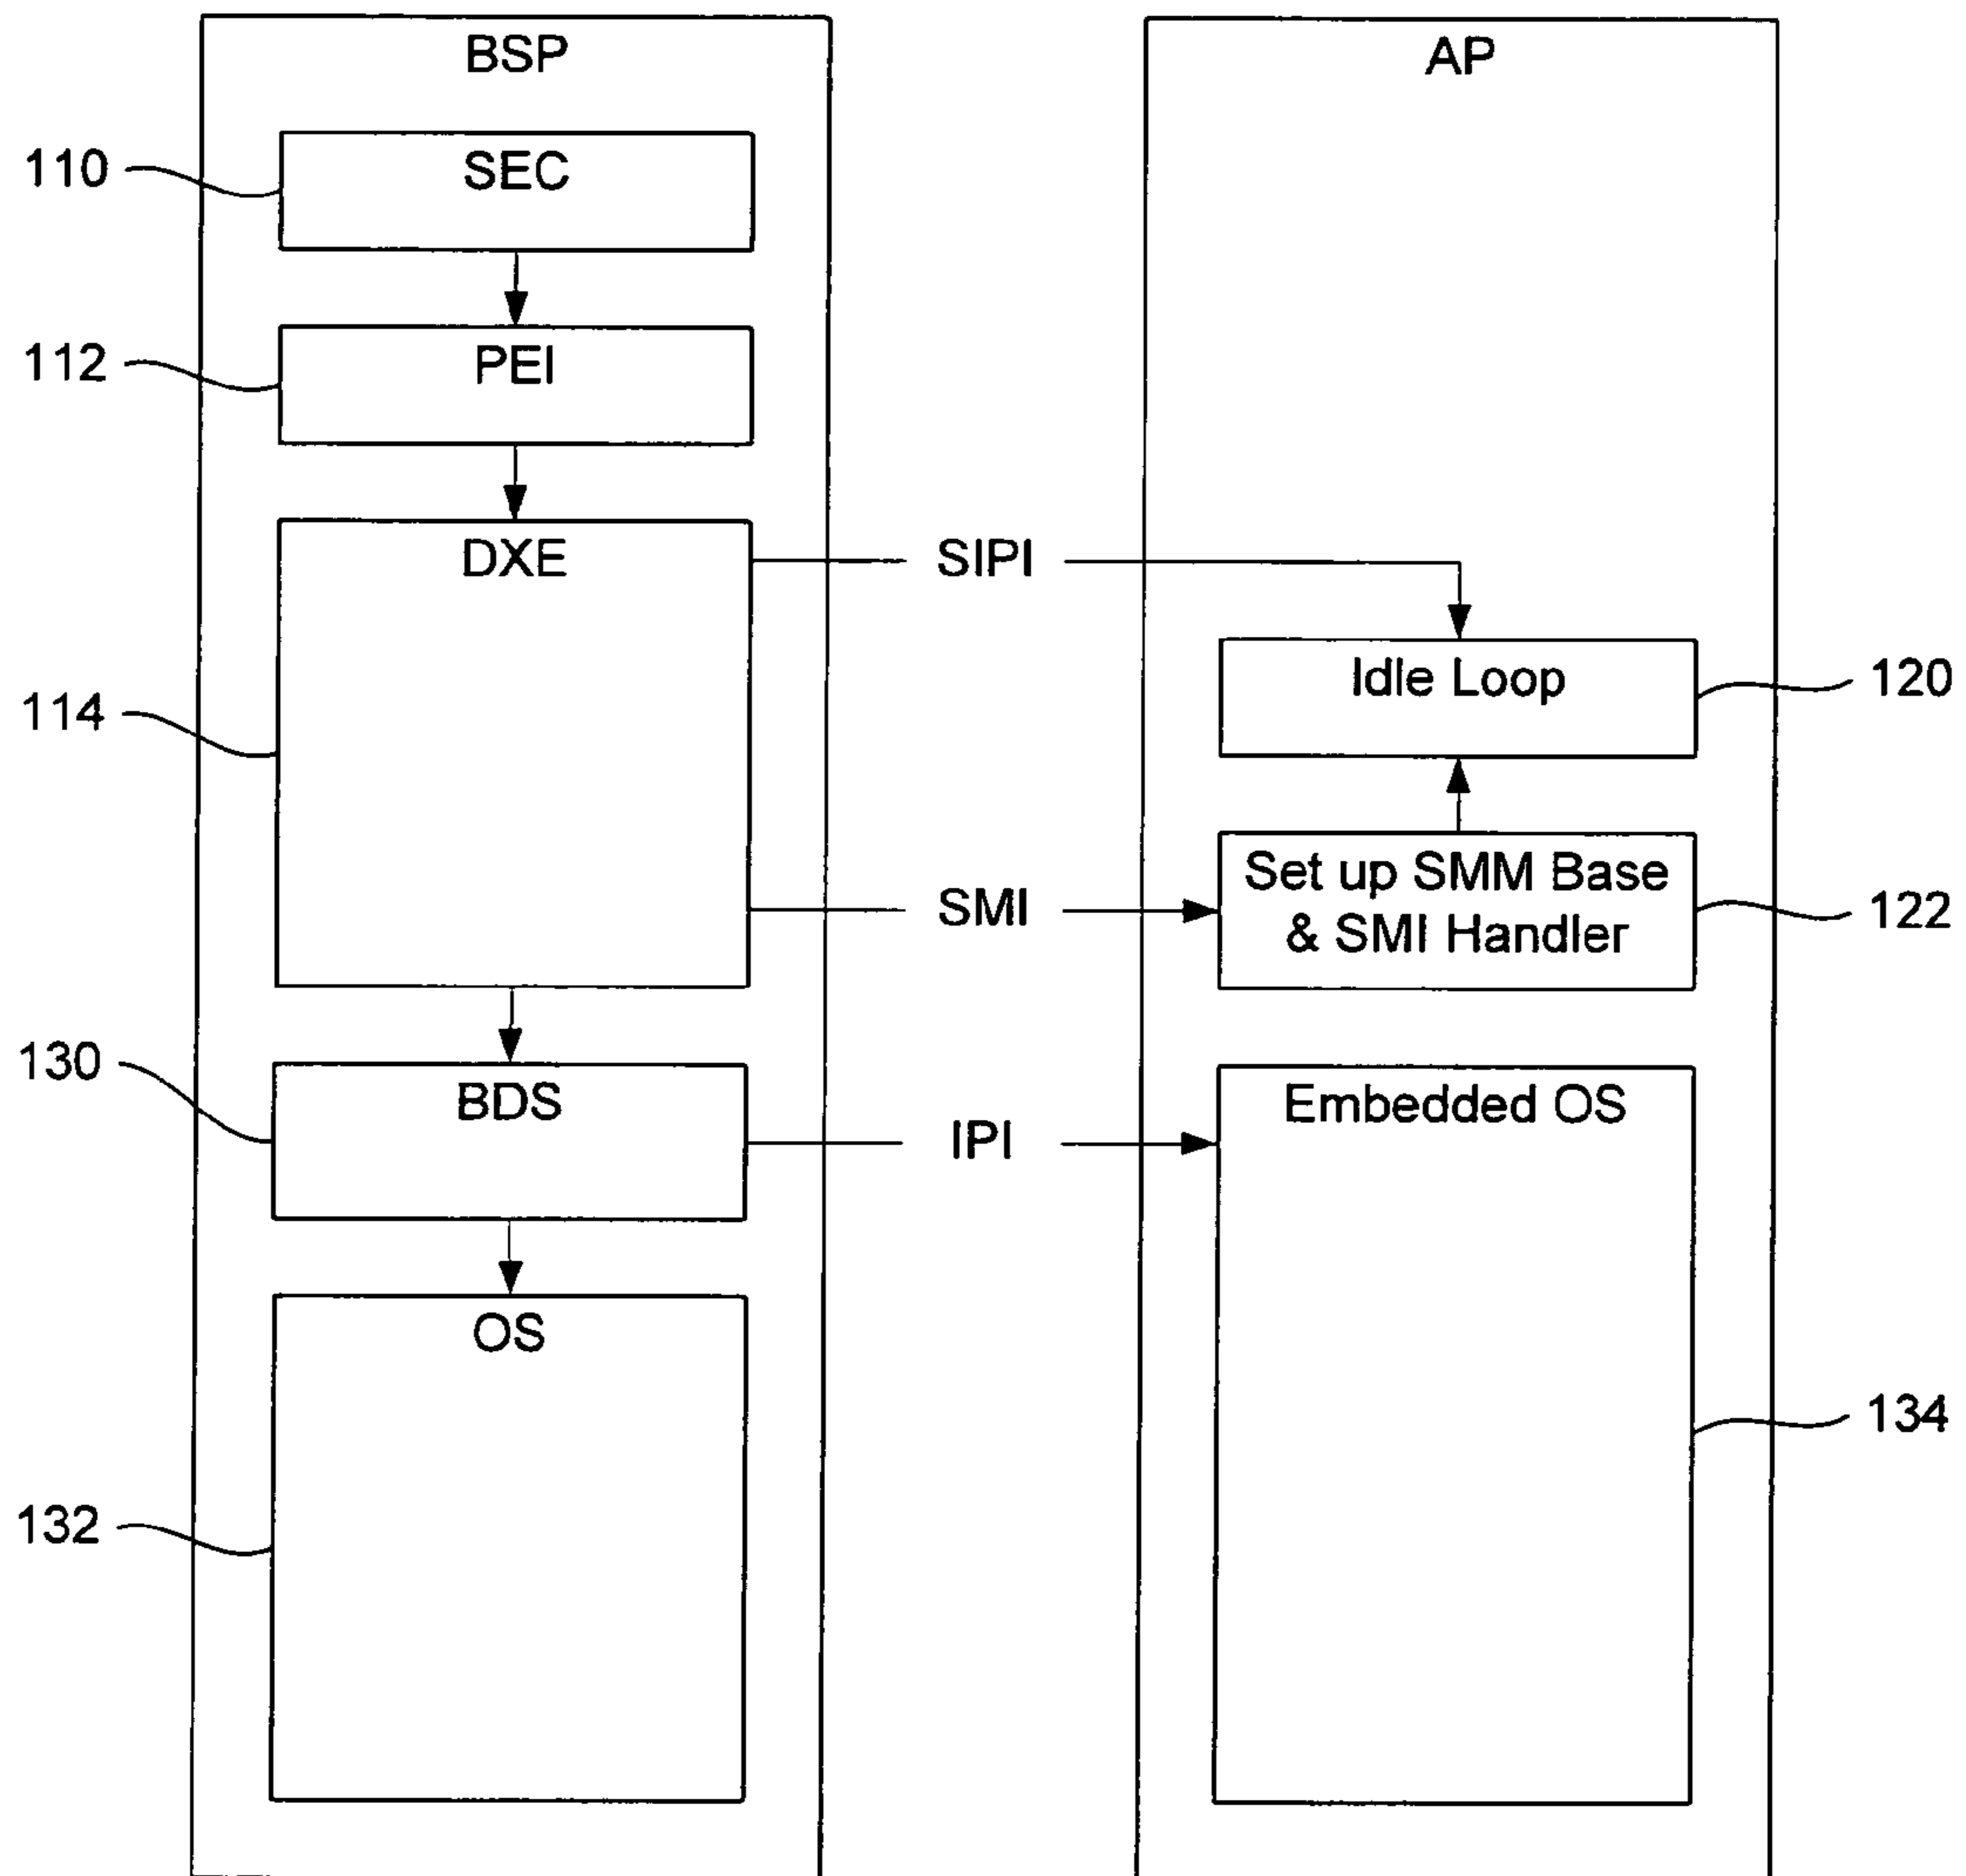 BSP
AP
110
SEC
112
PEI
114
DXE
SIPI
Idle Loop
120
SMI
Set up SMM Base
& SMI Handler
122
130
BDS
IPI
Embedded OS
134
132
OS